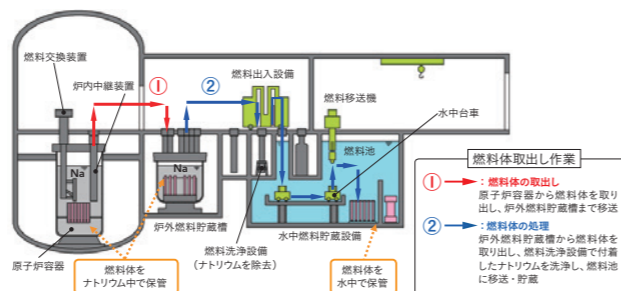 燃料交換装置
炉内中継装置
①
②
燃料出入設備
燃料移送機
水中台車
Na
Na
燃料池
原子炉容器
炉外燃料貯蔵槽
燃料洗浄設備
(ナトリウムを除去)
水中燃料貯蔵設備
燃料体を
ナトリウム中で保管
燃料体を
水中で保管
燃料体取出し作業
① :燃料体の取出し
原子炉容器から燃料体を取り
出し、炉外燃料貯蔵槽まで移送
② :燃料体の処理
炉外燃料貯蔵槽から燃料体を
取り出し、燃料洗浄設備で付着
したナトリウムを洗浄し、燃料池
に移送・貯蔵